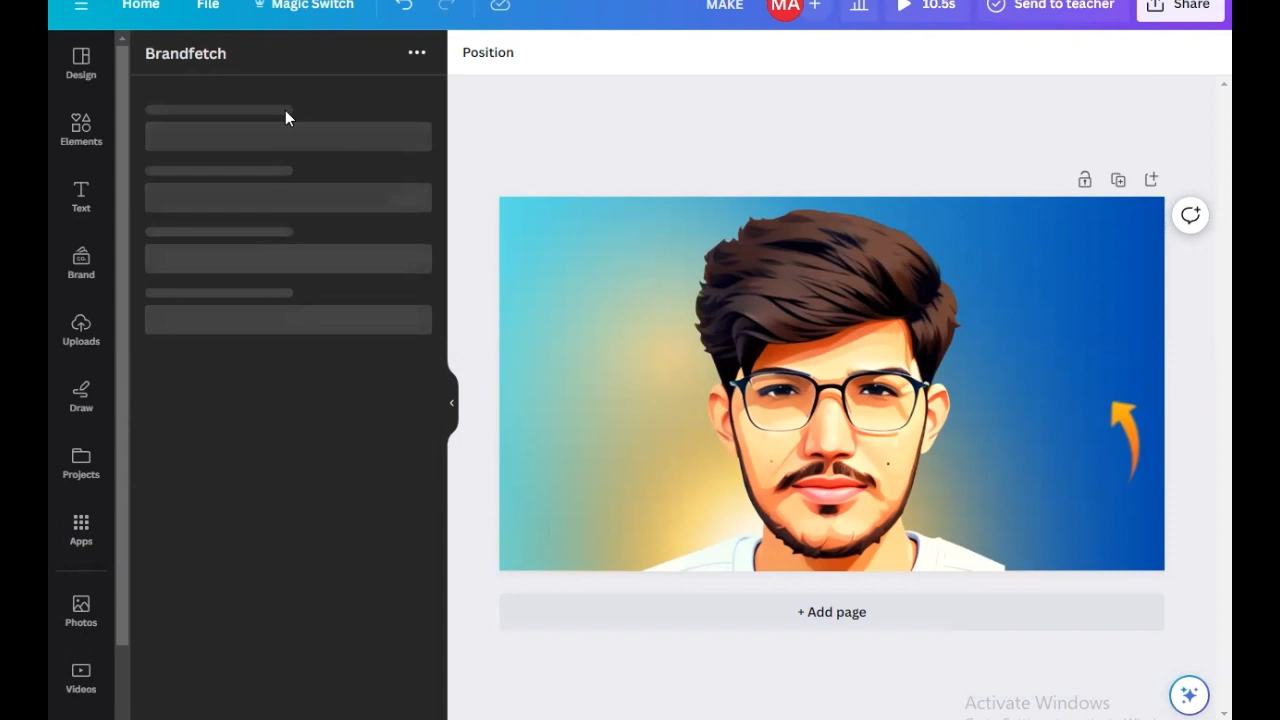 Home File Magic Switch MAKE MA + 10.5s Send to teacher Share
Brandfetch
Position
Design
Elements
Text
CO.
Brand
Uploads
Draw
Projects
Apps
Photos
Videos
+ Add page
Activate Windows